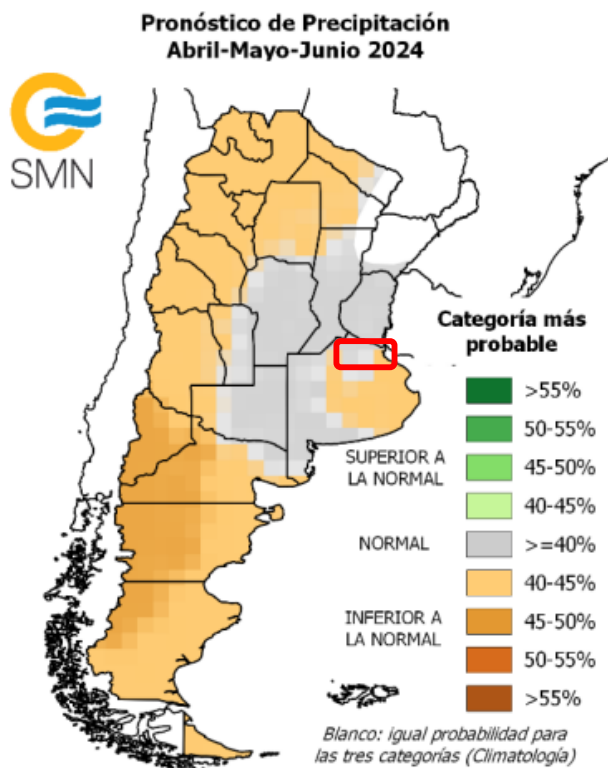 Pronóstico de Precipitación
Abril-Mayo-Junio 2024
SMN
Categoría más
probable
>55%
50-55%
45-50%
SUPERIOR A
LA NORMAL
40-45%
NORMAL
>=40%
40-45%
INFERIOR A
LA NORMAL
45-50%
50-55%
>55%
Blanco: igual probabilidad para
las tres categorías (Climatología)